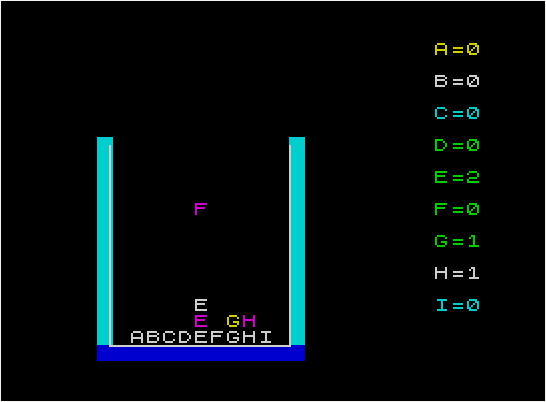 A=0
B=0
C=0
D=0
E=2
F
F=0
G=1
H=1
E
I=0
E GH
ABCDEFGHI